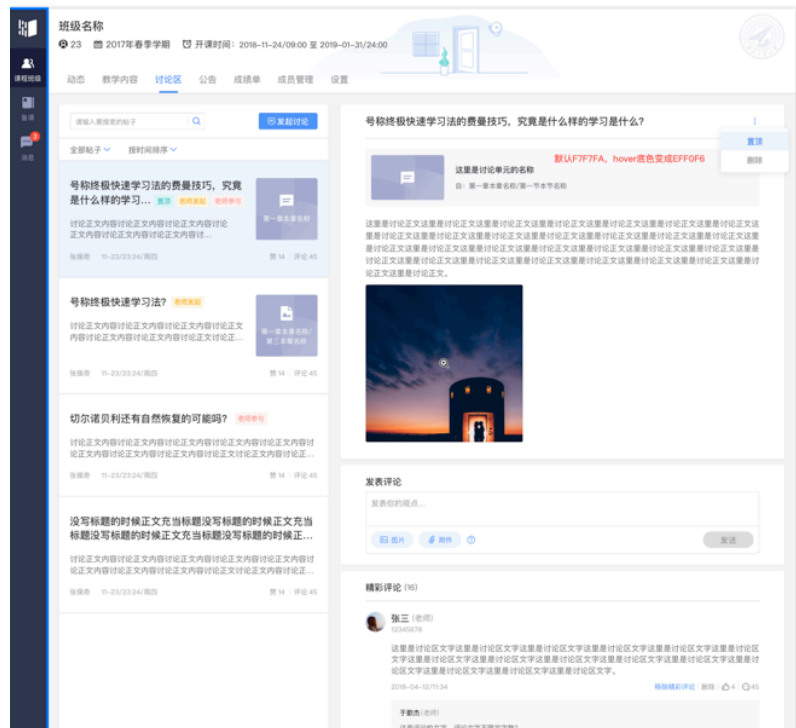 班级名称
23 2017年春季学期 开课时间：2018-11-24/09:00 至 2019-01-31/24:00
动态 教学内容 讨论区 公告 成绩单 成员管理 设置
课程班级
备课
3
消息
请输入要搜索的帖子
发起讨论
全部帖子 按时间排序
号称终极快速学习法的费曼技巧，究竟
是什么样的学习... 置顶 老师发起 老师参与
讨论正文内容讨论正文内容讨论正文内容讨论
正文内容讨论正文内容讨论正文内容讨...
第一章本章名称
张振奇 11-23/23:24/周四 赞 14 评论 45
号称终极快速学习法? 老师发起
讨论正文内容讨论正文内容讨论正文内容讨论正文
内容讨论正文内容讨论正文内容讨论正文讨论正...
第一章本章名称/
第三本章名称
张振奇 11-23/23:24/周四 赞 14 评论 45
切尔诺贝利还有自然恢复的可能吗? 老师参与
讨论正文内容讨论正文内容讨论正文内容讨论正文内容讨
论正文内容讨论正文内容讨论正文讨论正文内容讨论正...
张振奇 11-23/23:24/周四 赞 14 评论 45
没写标题的时候正文充当标题没写标题的时候正文充当
标题没写标题的时候正文充当标题没写标题的时候正...
讨论正文内容讨论正文内容讨论正文内容讨论正文内容讨
论正文内容讨论正文内容讨论正文讨论正文内容讨论正...
张振奇 11-23/23:24/周四 赞 14 评论 45
号称终极快速学习法的费曼技巧，究竟是什么样的学习是什么?
置顶
删除
默认F7F7FA，hover底色变成EFF0F6
这里是讨论单元的名称
自：第一章本章名称/第一节本节名称
这里是讨论正文这里是讨论正文这里是讨论正文这里是讨论正文这里是讨论正文这里是讨论正文这里是讨论正文这
里是讨论正文这里是讨论正文这里是讨论正文这里是讨论正文这里是讨论正文这里是讨论正文这里是讨论正文这里
是讨论正文这里是讨论正文这里是讨论正文这里是讨论正文这里是讨论正文这里是讨论正文这里是讨论正文这里是
讨论正文这里是讨论正文这里是讨论正文这里是讨论正文这里是讨论正文这里是讨论正文这里是讨论正文这里是讨
论正文这里是讨论正文。
发表评论
发表你的观点...
图片 附件 发送
精彩评论 (16)
张三 (老师)
12345678
这里是讨论区文字这里是讨论区文字这里是讨论区文字这里是讨论区文字这里是讨论区文字这里是讨论区
文字这里是讨论区文字这里是讨论区文字这里是讨论区文字这里是讨论区文字这里是讨论区文字这里是讨
论区文字这里是讨论区文字这里是讨论区文字这里是讨论区文字。
2018-04-12/11:34 移除精彩评论 删除 4 45
于歆杰(老师)